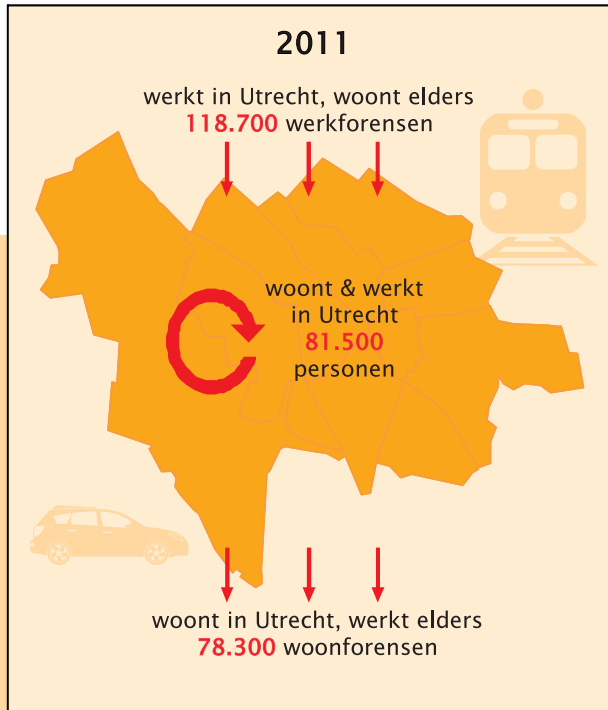 2011
werkt in Utrecht, woont elders
118.700 werkforensen
woont & werkt
in Utrecht
81.500
personen
woont in Utrecht, werkt elders
78.300 woonforensen